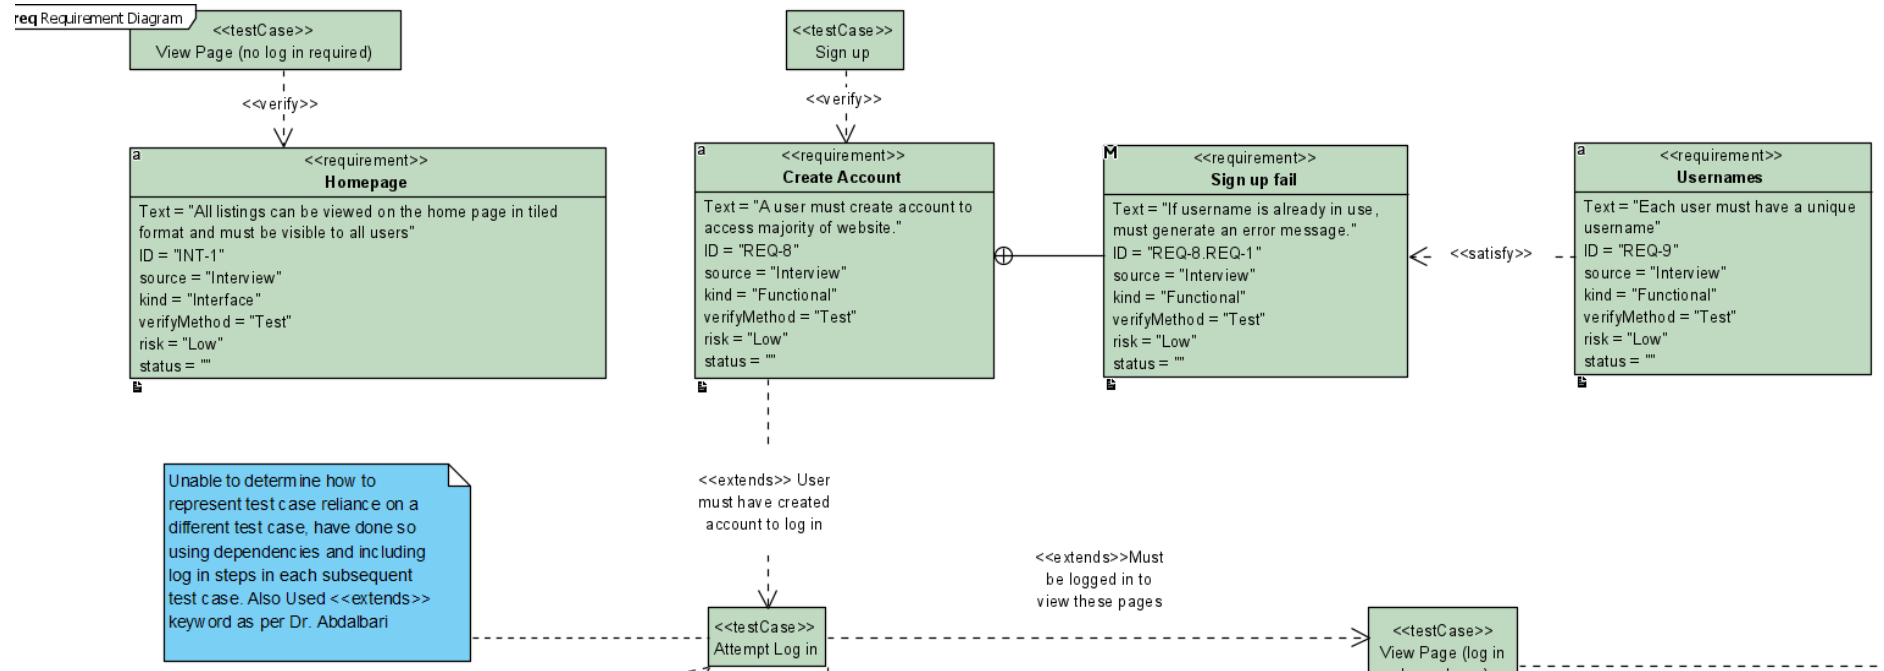 req Requirement Diagram
<<testCase>>
View Page (no log in required)
<<verify>>
a
<<requirement>>
Homepage
Text = "All listings can be viewed on the home page in tiled
format and must be visible to all users"
ID = "INT-1"
source = "Interview"
kind = "Interface"
verifyMethod = "Test"
risk = "Low"
status = ""
<<testCase>>
Sign up
<<verify>>
a
<<requirement>>
Create Account
Text = "A user must create account to
access majority of website."
ID = "REQ-8"
source = "Interview"
kind = "Functional"
verifyMethod = "Test"
risk = "Low"
status = ""
M
<<requirement>>
Sign up fail
Text = "If username is already in use,
must generate an error message."
ID = "REQ-8.REQ-1"
source = "Interview"
kind = "Functional"
verifyMethod = "Test"
risk = "Low"
status = ""
<<satisfy>>
a
<<requirement>>
Usernames
Text = "Each user must have a unique
username"
ID = "REQ-9"
source = "Interview"
kind = "Functional"
verifyMethod = "Test"
risk = "Low"
status = ""
Unable to determine how to
represent test case reliance on a
different test case, have done so
using dependencies and including
log in steps in each subsequent
test case. Also Used <<extends>>
keyword as per Dr. Abdalbari
<<extends>> User
must have created
account to log in
<<testCase>>
Attempt Log in
<<extends>>Must
be logged in to
view these pages
<<testCase>>
View Page (log in